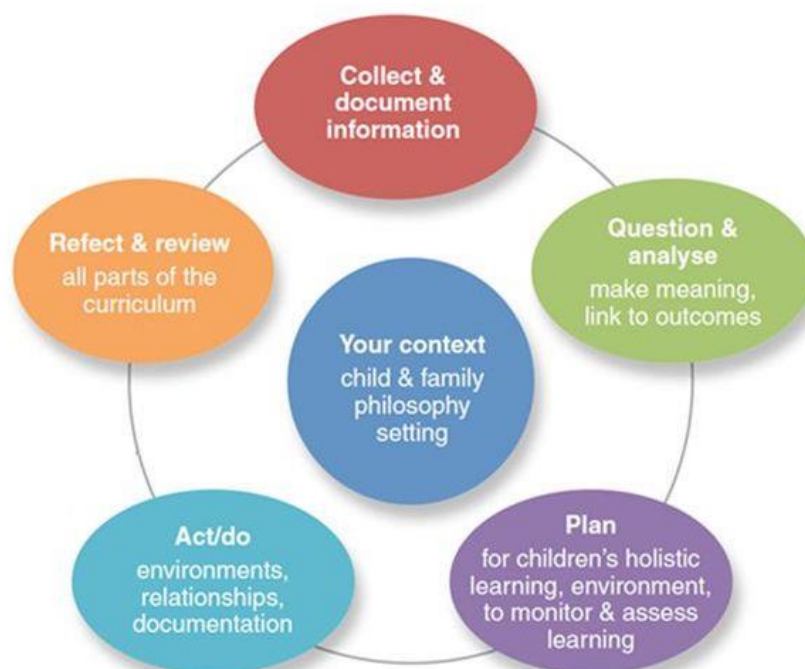 Collect &
document
information
Question &
analyse
make meaning,
link to outcomes
Plan
for children's holistic
learning, environment,
to monitor & assess
learning
Act/do
environments,
relationships,
documentation
Refect & review
all parts of the
curriculum
Your context
child & family
philosophy
setting